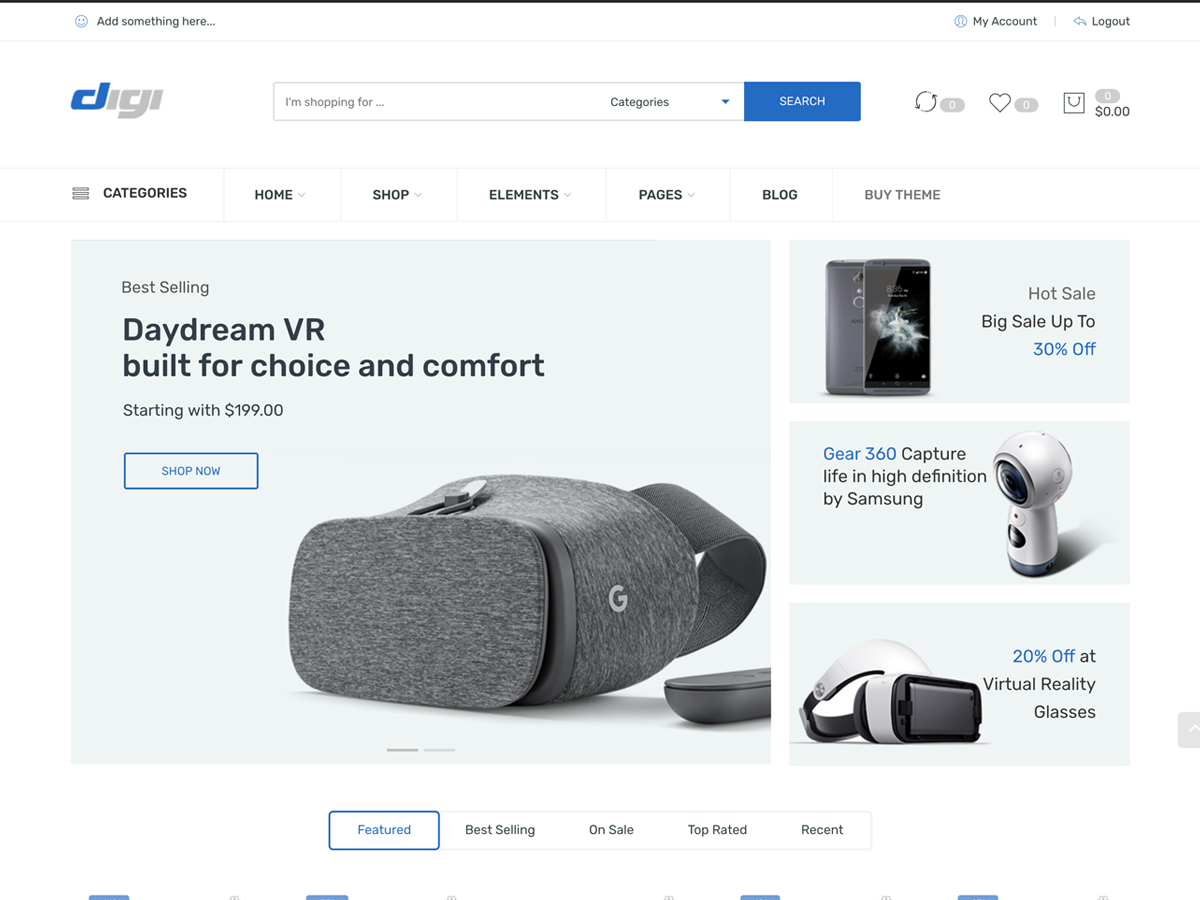 Add something here...
My Account
Logout
digi
I'm shopping for ...
Categories
SEARCH
0
0
0
$0.00
CATEGORIES
HOME
SHOP
ELEMENTS
PAGES
BLOG
BUY THEME
Best Selling
Daydream VR
built for choice and comfort
Starting with $199.00
SHOP NOW
G
Hot Sale
Big Sale Up To
30% Off
Gear 360 Capture
life in high definition
by Samsung
20% Off at
Virtual Reality
Glasses
Featured
Best Selling
On Sale
Top Rated
Recent